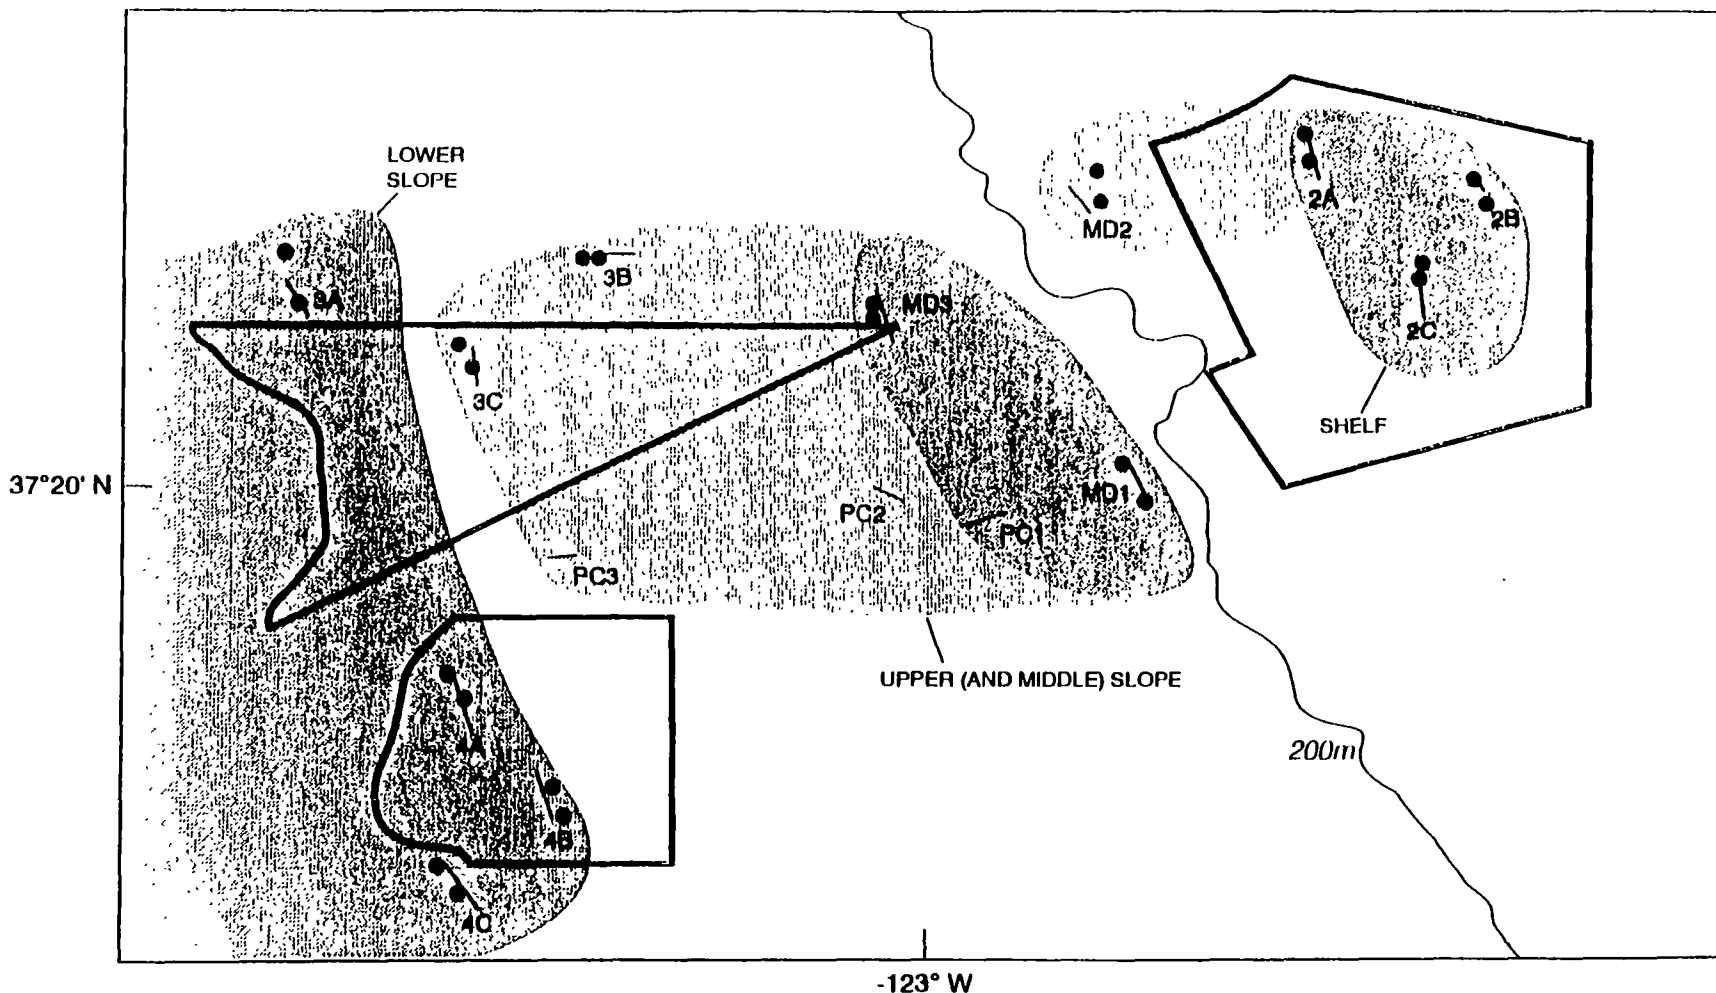 LOWER
SLOPE
2A
2B
MD2
3B
3A
MD3
2C
3C
SHELF
37°20' N
MD1
PC2
PC1
PC3
UPPER (AND MIDDLE) SLOPE
4A
200m
4B
4C
-123° W